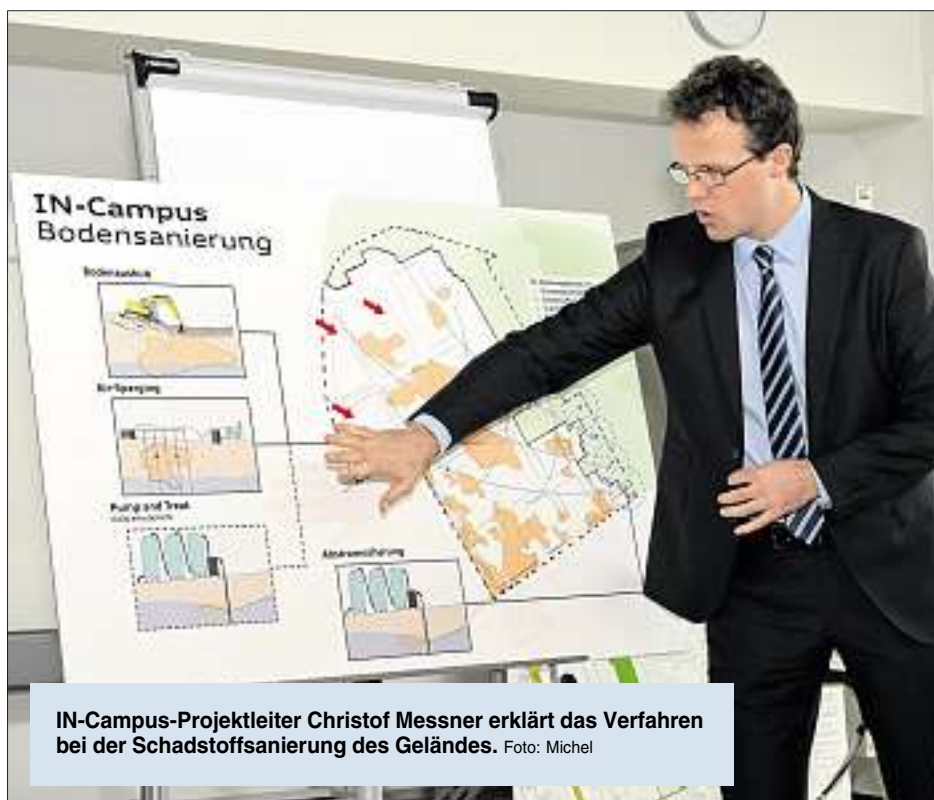 IN-Campus
Bodensanierung
Bodenaushub
Air-Sparging
Pump and Treat
Abstromsicherung
IN-Campus-Projektleiter Christof Messner erklärt das Verfahren
bei der Schadstoffsanierung des Geländes. Foto: Michel